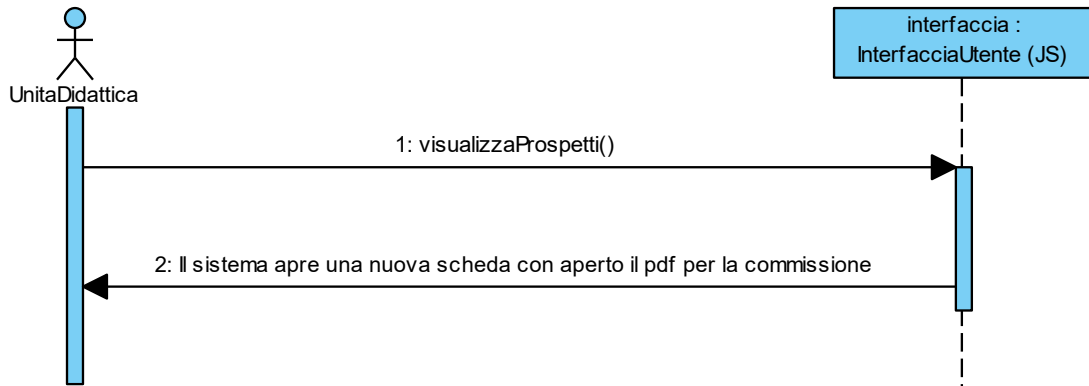 interfaccia :
InterfacciaUtente (JS)
UnitaDidattica
1: visualizzaProspetti()
2: Il sistema apre una nuova scheda con aperto il pdf per la commissione